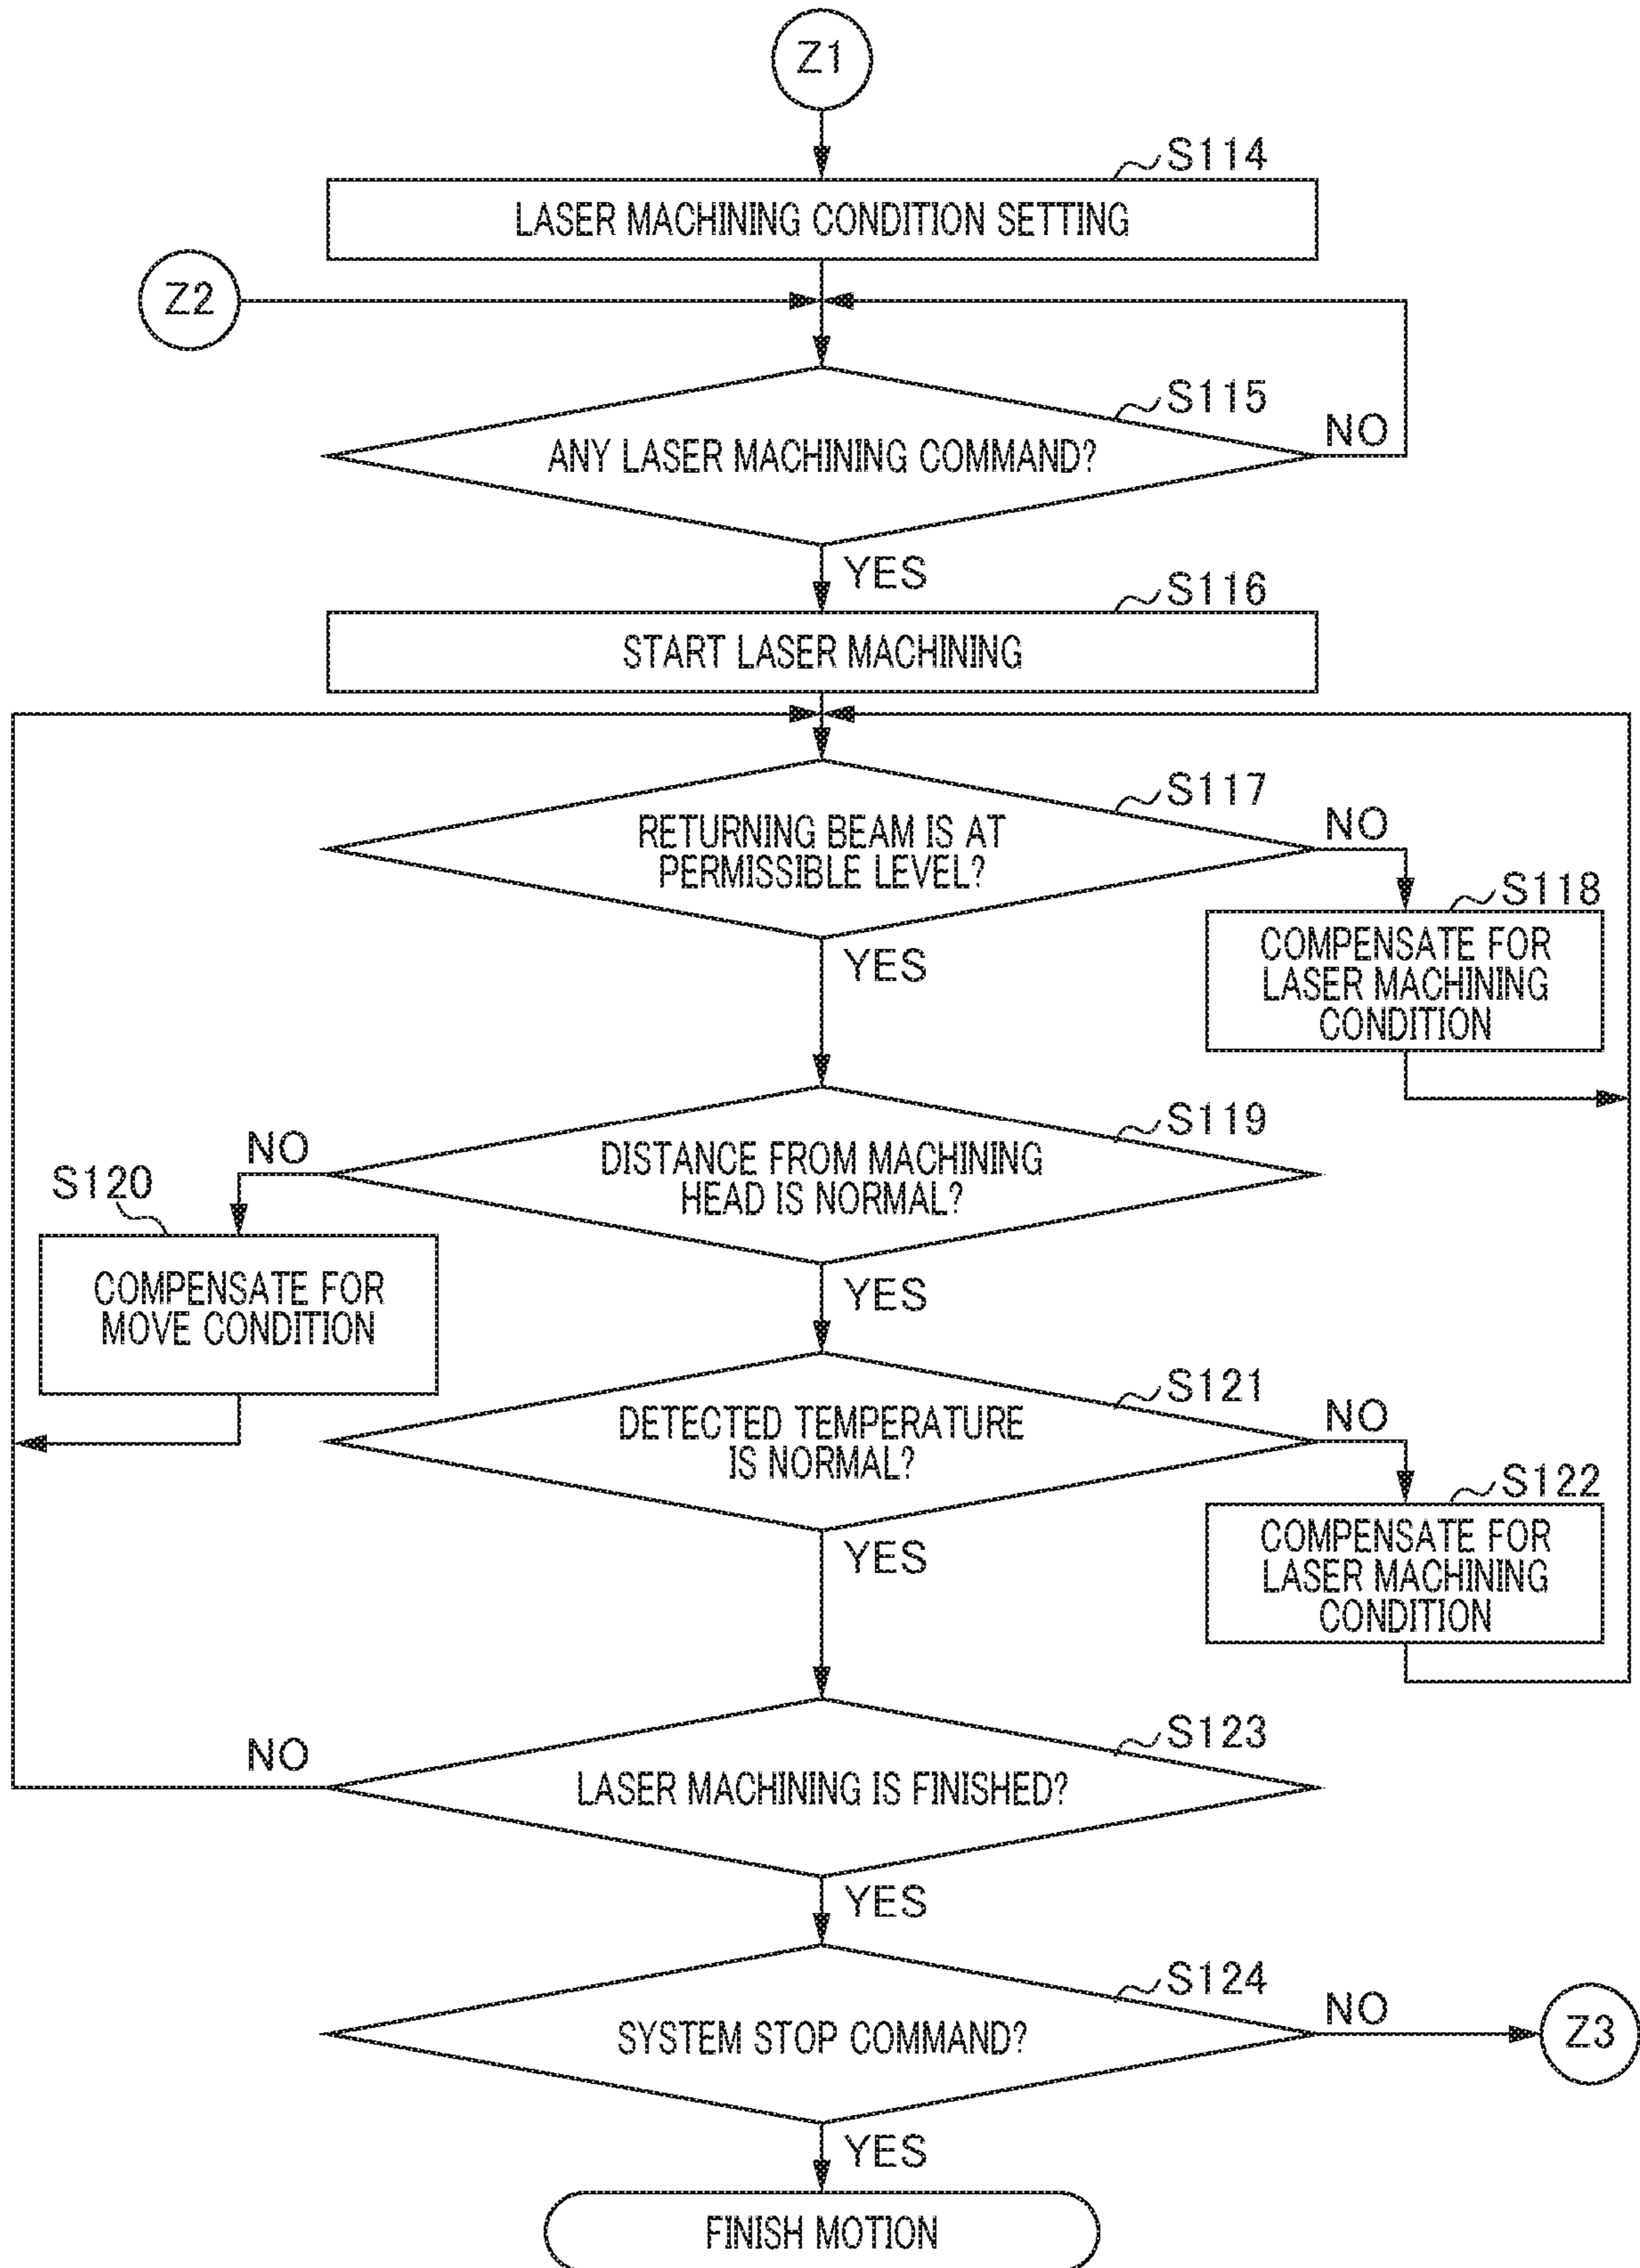 Z1
S114
LASER MACHINING CONDITION SETTING
Z2
S115
ANY LASER MACHINING COMMAND?
NO
YES
S116
START LASER MACHINING
S117
RETURNING BEAM IS AT
PERMISSIBLE LEVEL?
NO
YES
S118
COMPENSATE FOR
LASER MACHINING
CONDITION
S119
DISTANCE FROM MACHINING
HEAD IS NORMAL?
NO
S120
COMPENSATE FOR
MOVE CONDITION
YES
S121
DETECTED TEMPERATURE
IS NORMAL?
NO
S122
COMPENSATE FOR
LASER MACHINING
CONDITION
YES
S123
LASER MACHINING IS FINISHED?
NO
YES
S124
SYSTEM STOP COMMAND?
NO
Z3
YES
FINISH MOTION